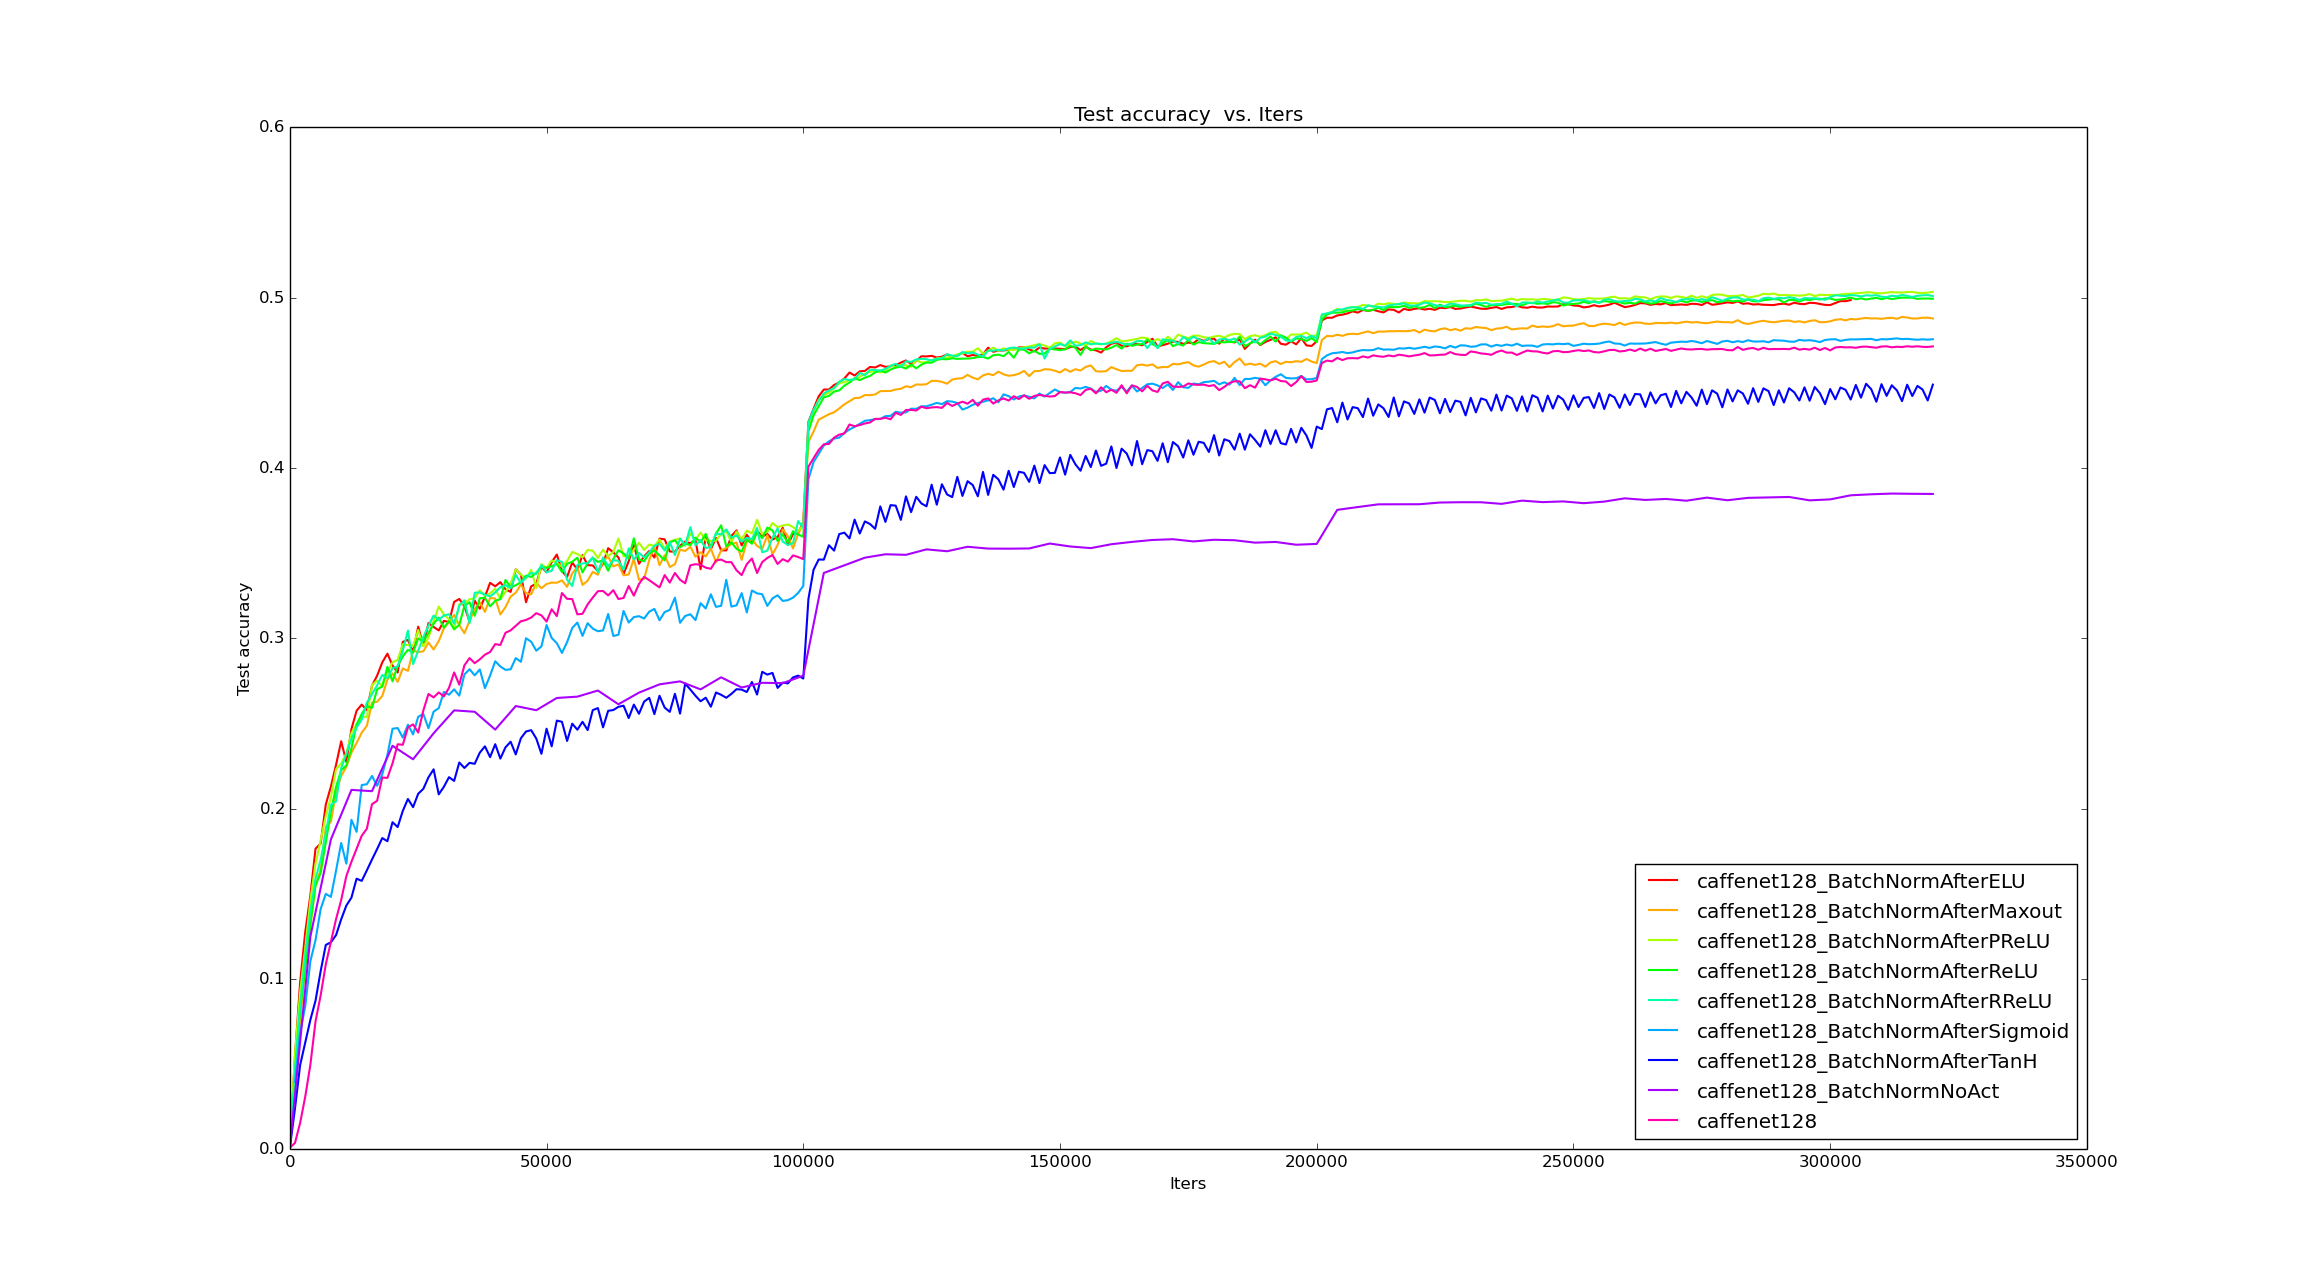 Test accuracy  vs. Iters
0.6
0.5
0.4
0.3
0.2
0.1
0.0
Test accuracy
0 50000 100000 150000 200000 250000 300000 350000
Iters
caffenet128_BatchNormAfterELU
caffenet128_BatchNormAfterMaxout
caffenet128_BatchNormAfterPReLU
caffenet128_BatchNormAfterReLU
caffenet128_BatchNormAfterRReLU
caffenet128_BatchNormAfterSigmoid
caffenet128_BatchNormAfterTanH
caffenet128_BatchNormNoAct
caffenet128